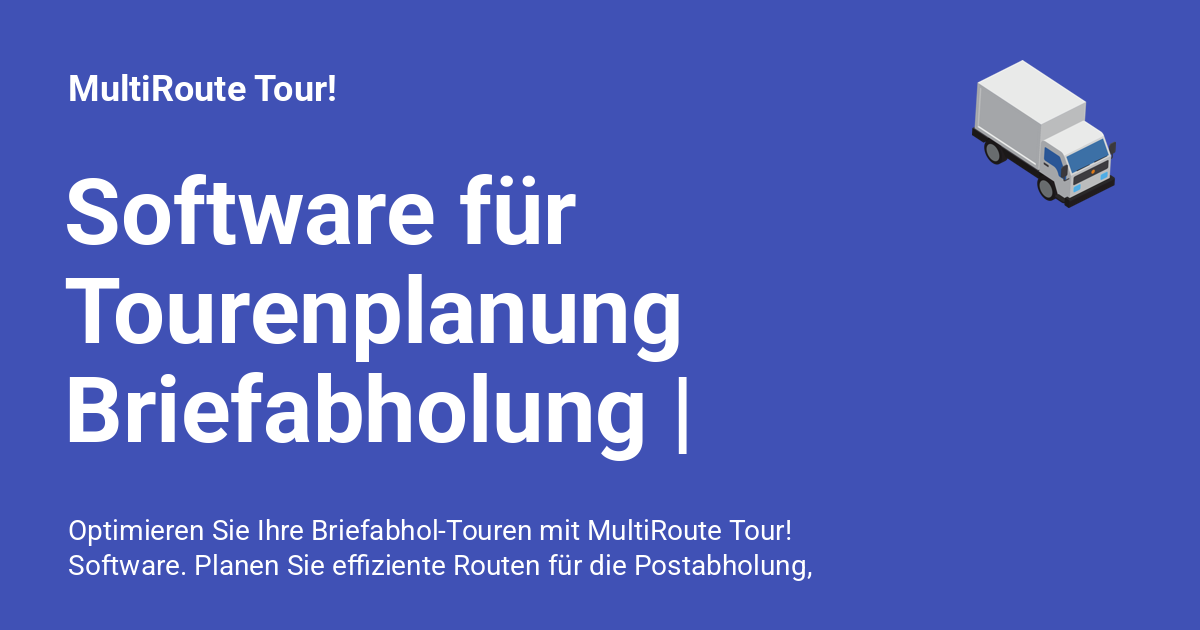 MultiRoute Tour!
Software für
Tourenplanung
Briefabholung |
Optimieren Sie Ihre Briefabhol-Touren mit MultiRoute Tour!
Software. Planen Sie effiziente Routen für die Postabholung,